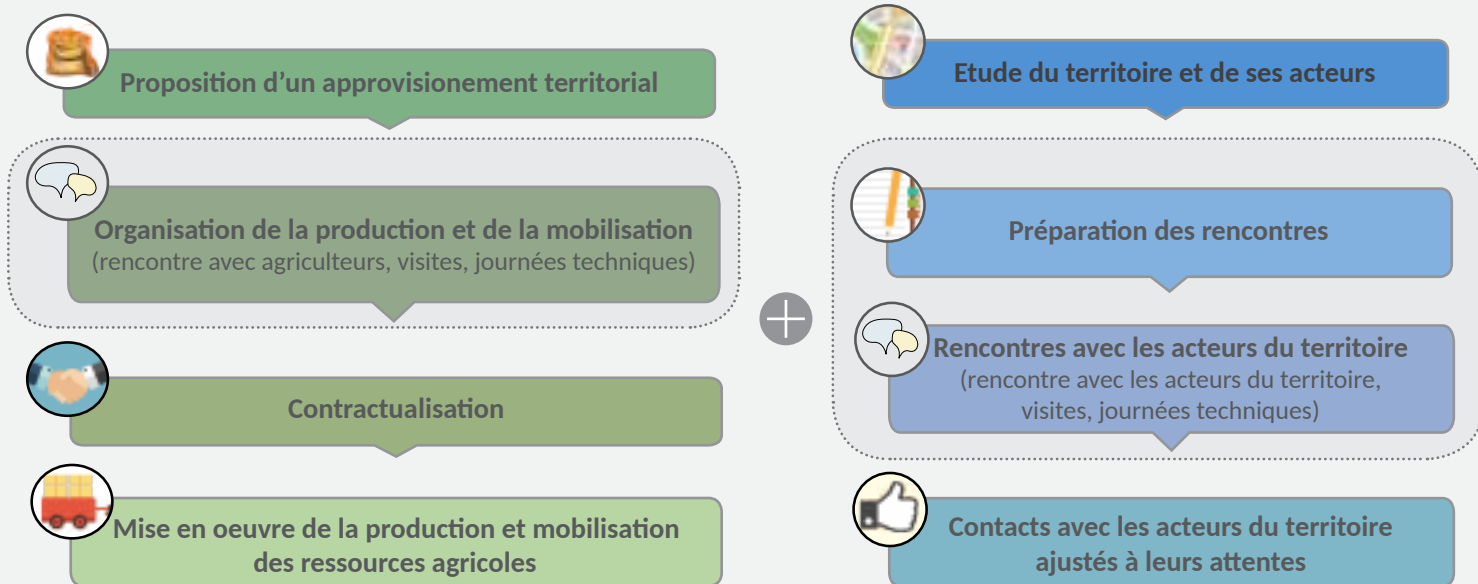 Proposition d’un approvisionement territorial
Organisation de la production et de la mobilisation
(rencontre avec agriculteurs, visites, journées techniques)
Contractualisation
Mise en oeuvre de la production et mobilisation
des ressources agricoles
Etude du territoire et de ses acteurs
Préparation des rencontres
Rencontres avec les acteurs du territoire
(rencontre avec les acteurs du territoire,
visites, journées techniques)
Contacts avec les acteurs du territoire
ajustés à leurs attentes